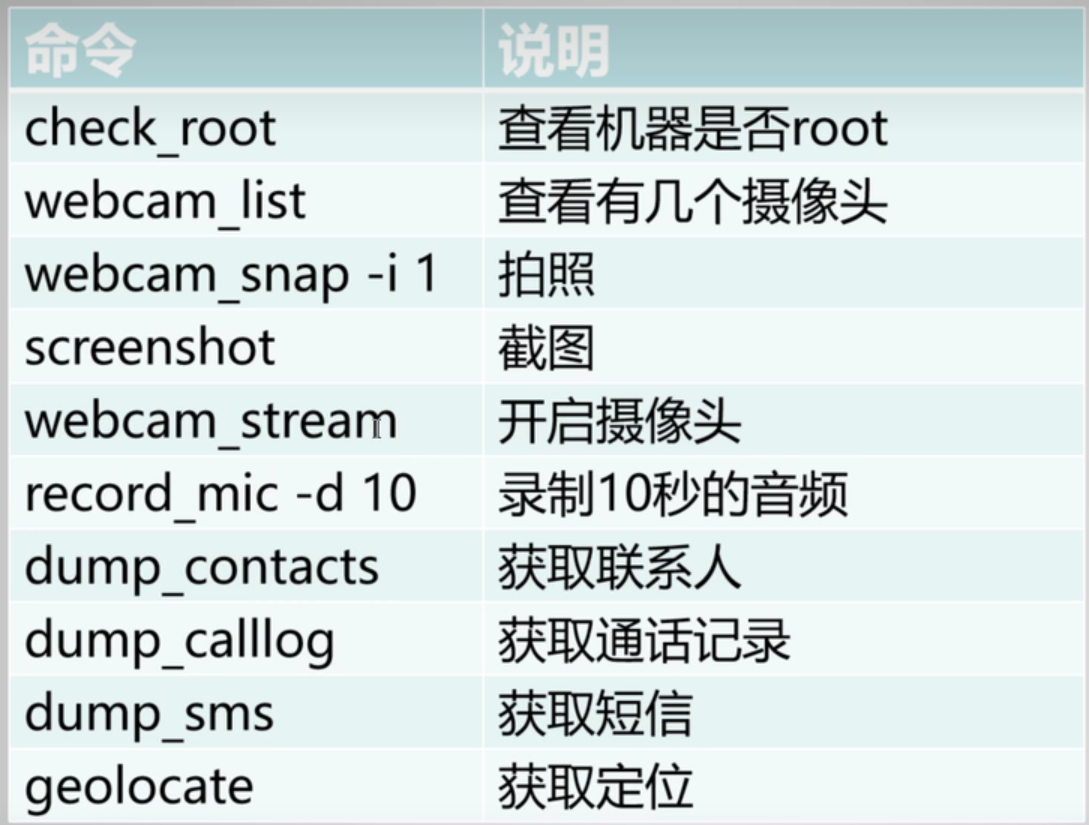 命令 说明
check_root 查看机器是否root
webcam_list 查看有几个摄像头
webcam_snap -i 1 拍照
screenshot 截图
webcam_stream 开启摄像头
record_mic -d 10 录制10秒的音频
dump_contacts 获取联系人
dump_calllog 获取通话记录
dump_sms 获取短信
geolocate 获取定位